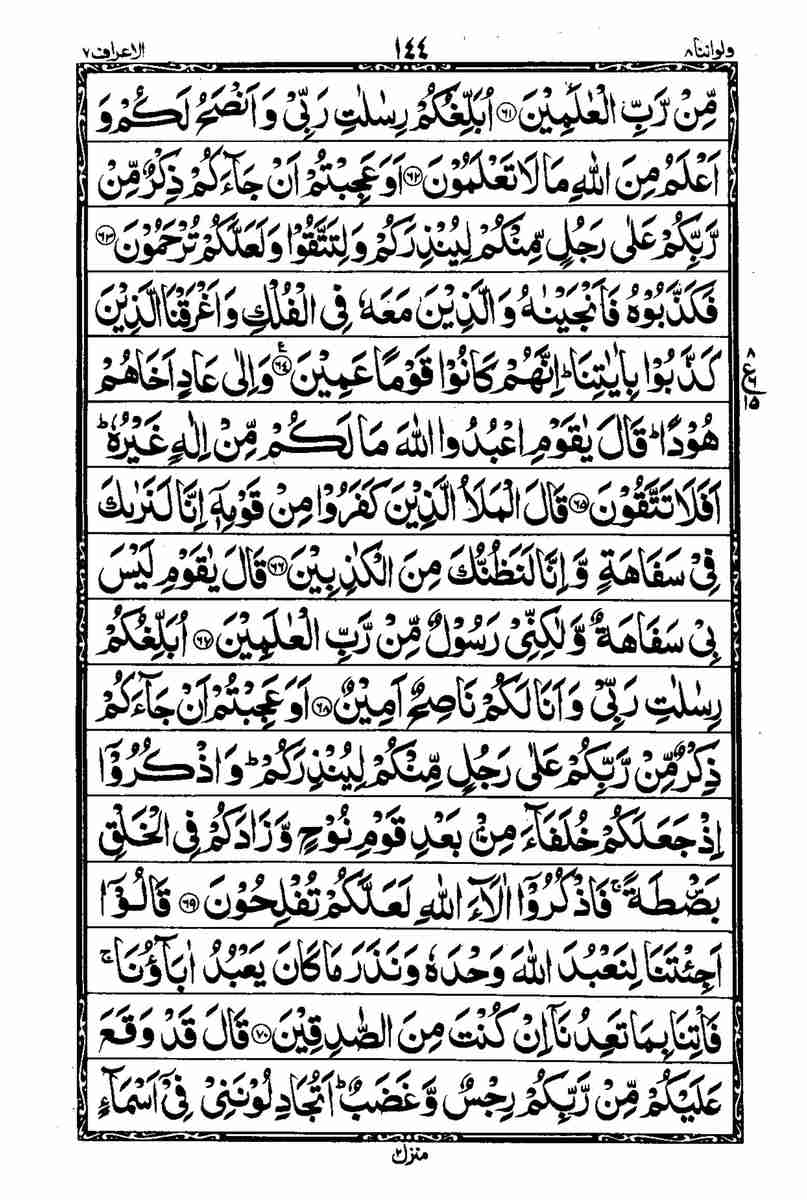 ولواننا ٨ ١٤٤ الاعراف ٧
مِّنْ رَّبِّ الْعٰلَمِيْنَ ﴿٦١﴾ اُبَلِّغُكُمْ رِسٰلٰتِ رَبِّيْ وَاَنْصَحُ لَكُمْ وَ
اَعْلَمُ مِنَ اللّٰهِ مَا لَا تَعْلَمُوْنَ ﴿٦٢﴾ اَوَعَجِبْتُمْ اَنْ جَآءَكُمْ ذِكْرٌ مِّنْ
رَّبِّكُمْ عَلٰى رَجُلٍ مِّنْكُمْ لِيُنْذِرَكُمْ وَلِتَتَّقُوْا وَلَعَلَّكُمْ تُرْحَمُوْنَ ﴿٦٣﴾
فَكَذَّبُوْهُ فَاَنْجَيْنٰهُ وَالَّذِيْنَ مَعَهٗ فِي الْفُلْكِ وَاَغْرَقْنَا الَّذِيْنَ
كَذَّبُوْا بِاٰيٰتِنَا ؕ اِنَّهُمْ كَانُوْا قَوْمًا عَمِيْنَ ﴿٦٤﴾ ع وَاِلٰى عَادٍ اَخَاهُمْ
٨ ع ٦ ١٥
هُوْدًا ؕ قَالَ يٰقَوْمِ اعْبُدُوا اللّٰهَ مَا لَكُمْ مِّنْ اِلٰهٍ غَيْرُهٗ ؕ
اَفَلَا تَتَّقُوْنَ ﴿٦٥﴾ قَالَ الْمَلَاُ الَّذِيْنَ كَفَرُوْا مِنْ قَوْمِهٖٓ اِنَّا لَنَرٰىكَ
فِيْ سَفَاهَةٍ وَّاِنَّا لَنَظُنُّكَ مِنَ الْكٰذِبِيْنَ ﴿٦٦﴾ قَالَ يٰقَوْمِ لَيْسَ
بِيْ سَفَاهَةٌ وَّلٰكِنِّيْ رَسُوْلٌ مِّنْ رَّبِّ الْعٰلَمِيْنَ ﴿٦٧﴾ اُبَلِّغُكُمْ
رِسٰلٰتِ رَبِّيْ وَاَنَا لَكُمْ نَاصِحٌ اَمِيْنٌ ﴿٦٨﴾ اَوَعَجِبْتُمْ اَنْ جَآءَكُمْ
ذِكْرٌ مِّنْ رَّبِّكُمْ عَلٰى رَجُلٍ مِّنْكُمْ لِيُنْذِرَكُمْ ؕ وَاذْكُرُوْٓا
اِذْ جَعَلَكُمْ خُلَفَآءَ مِنْۢ بَعْدِ قَوْمِ نُوْحٍ وَّزَادَكُمْ فِي الْخَلْقِ
بَصْۜطَةً ۚ فَاذْكُرُوْٓا اٰلَآءَ اللّٰهِ لَعَلَّكُمْ تُفْلِحُوْنَ ﴿٦٩﴾ قَالُوْٓا
اَجِئْتَنَا لِنَعْبُدَ اللّٰهَ وَحْدَهٗ وَنَذَرَ مَا كَانَ يَعْبُدُ اٰبَآؤُنَا ۚ
فَاْتِنَا بِمَا تَعِدُنَآ اِنْ كُنْتَ مِنَ الصّٰدِقِيْنَ ﴿٧٠﴾ قَالَ قَدْ وَقَعَ
عَلَيْكُمْ مِّنْ رَّبِّكُمْ رِجْسٌ وَّغَضَبٌ ؕ اَتُجَادِلُوْنَنِيْ فِيْٓ اَسْمَآءٍ
منزل ٢